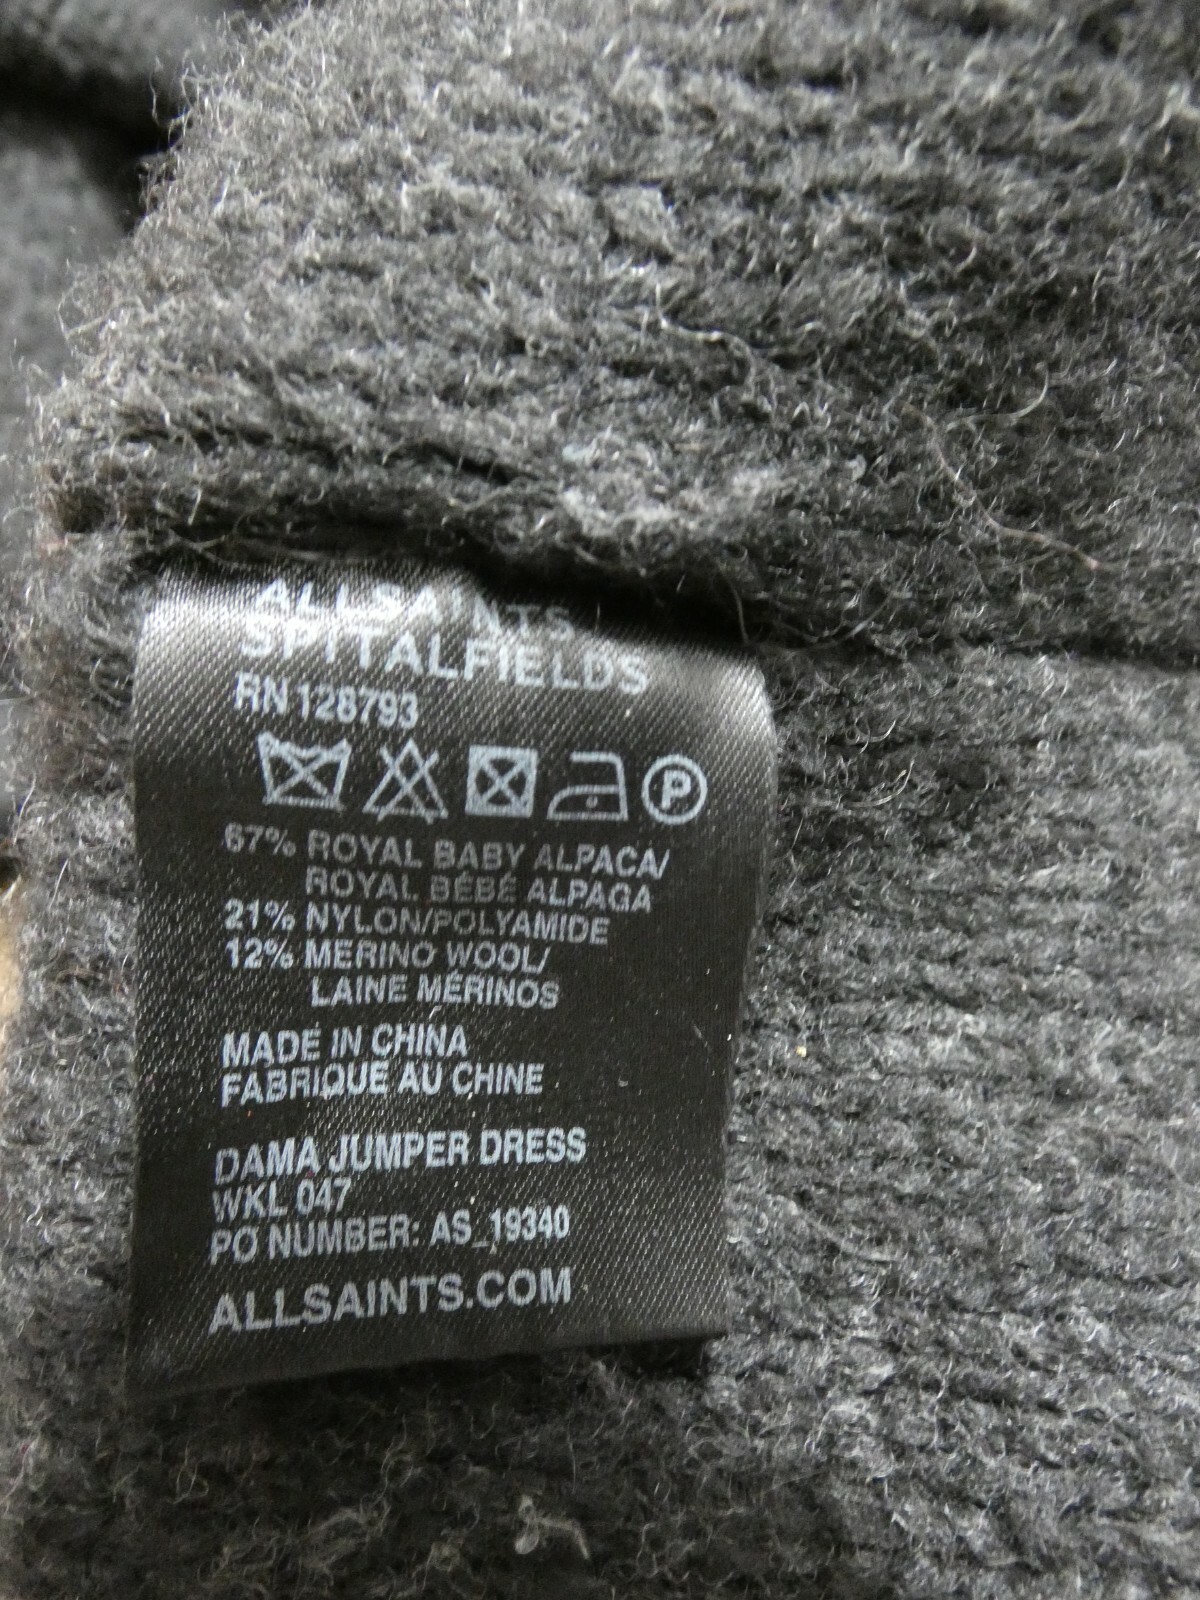 ALLSAINTS
SPITALFIELDS
RN 128793
P
67% ROYAL BABY ALPACA/
ROYAL BÉBÉ ALPAGA
21% NYLON/POLYAMIDE
12% MERINO WOOL/
LAINE MÉRINOS
MADE IN CHINA
FABRIQUE AU CHINE
DAMA JUMPER DRESS
WKL 047
PO NUMBER: AS_19340
ALLSAINTS.COM